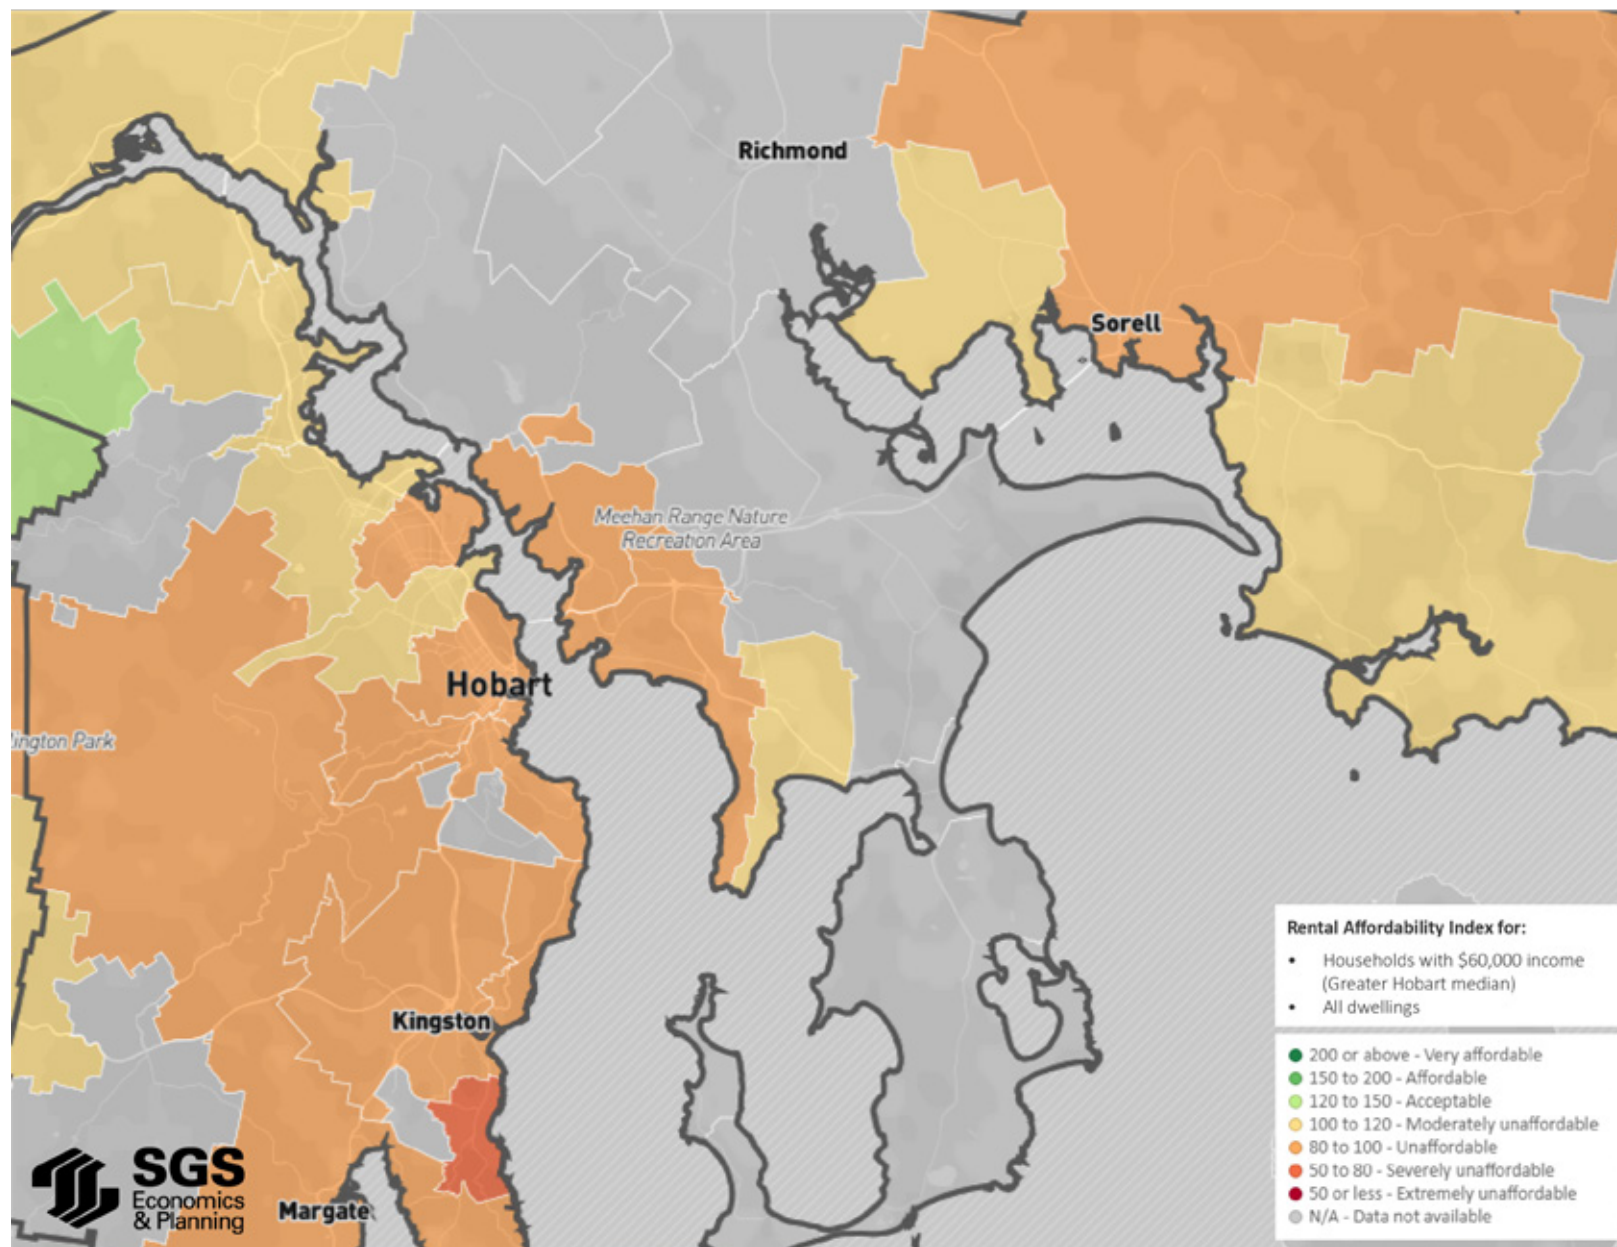 Richmond
Sorell
Meehan Range Nature
Recreation Area
Hobart
lington Park
Kingston
Margate
SGS
Economics
& Planning
Rental Affordability Index for:
• Households with $60,000 income
(Greater Hobart median)
• All dwellings
200 or above - Very affordable
150 to 200 - Affordable
120 to 150 - Acceptable
100 to 120 - Moderately unaffordable
80 to 100 - Unaffordable
50 to 80 - Severely unaffordable
50 or less - Extremely unaffordable
N/A - Data not available